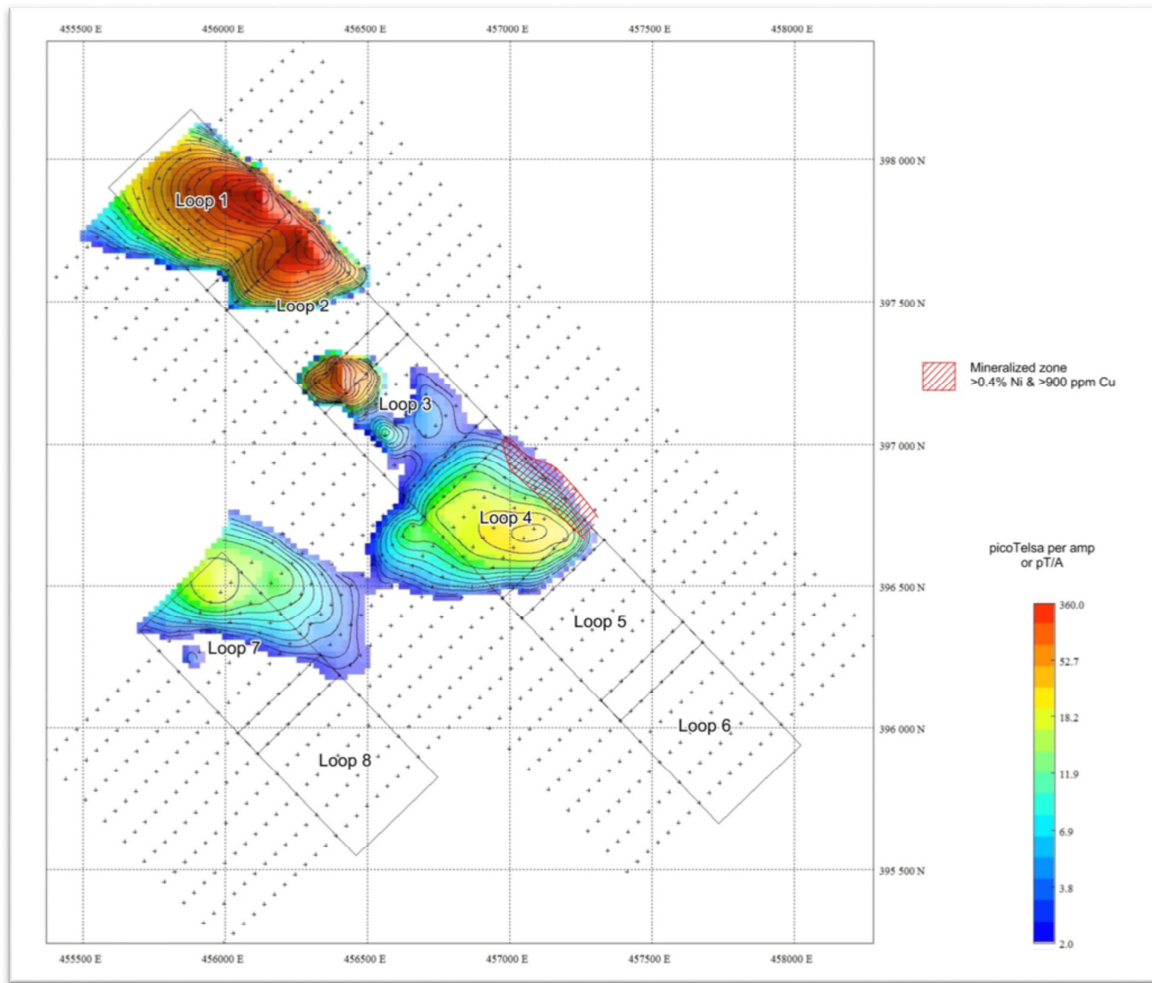 455500 E 456000 E 456500 E 457000 E 457500 E 458000 E
398 000 N
Loop 1
397 500 N
Loop 2
Mineralized zone
>0.4% Ni & >900 ppm Cu
Loop 3
397 000 N
Loop 4
picoTelsa per amp
or pT/A
396 500 N
360.0
Loop 5
Loop 7
52.7
396 000 N
Loop 6
18.2
Loop 8
11.9
6.9
395 500 N
3.8
2.0
455500 E 456000 E 456500 E 457000 E 457500 E 458000 E